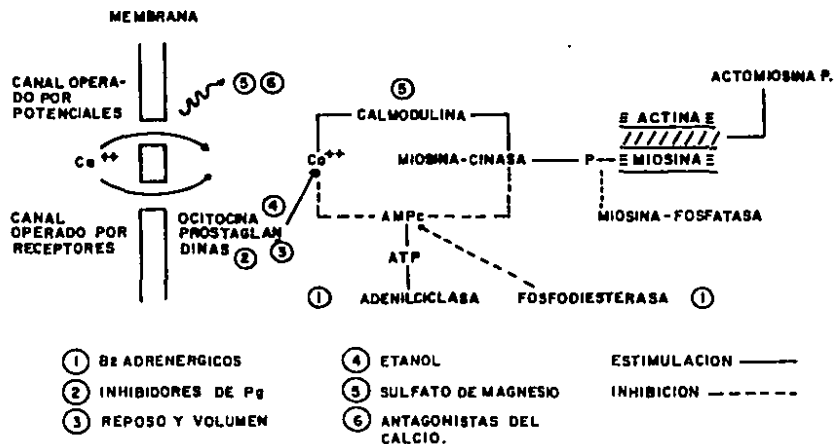 MEMBRANA
CANAL OPERA-
DO POR
POTENCIALES
5 6
Ca ++
CANAL
OPERADO POR
RECEPTORES
OCITOCINA 4
PROSTAGLAN
DINAS 2 3
5
CALMODULINA
Ca++
MIOSINA-CINASA
P
ACTOMIOSINA P.
ACTINA
MIOSINA
MIOSINA-FOSFATASA
AMPc
ATP
1 ADENILCICLASA
FOSFODIESTERASA 1
1 B2 ADRENERGICOS
2 INHIBIDORES DE Pg
3 REPOSO Y VOLUMEN
4 ETANOL
5 SULFATO DE MAGNESIO
6 ANTAGONISTAS DEL
CALCIO.
ESTIMULACION
INHIBICION